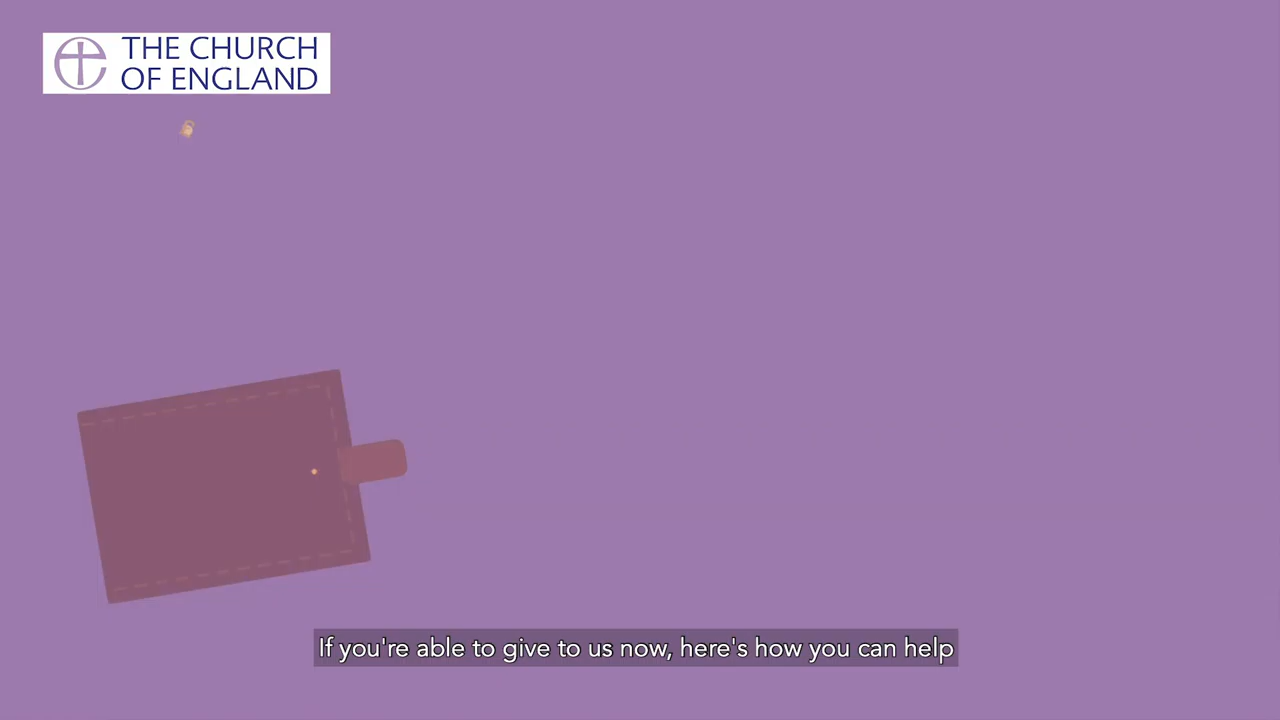 THE CHURCH
OF ENGLAND
If you're able to give to us now, here's how you can help